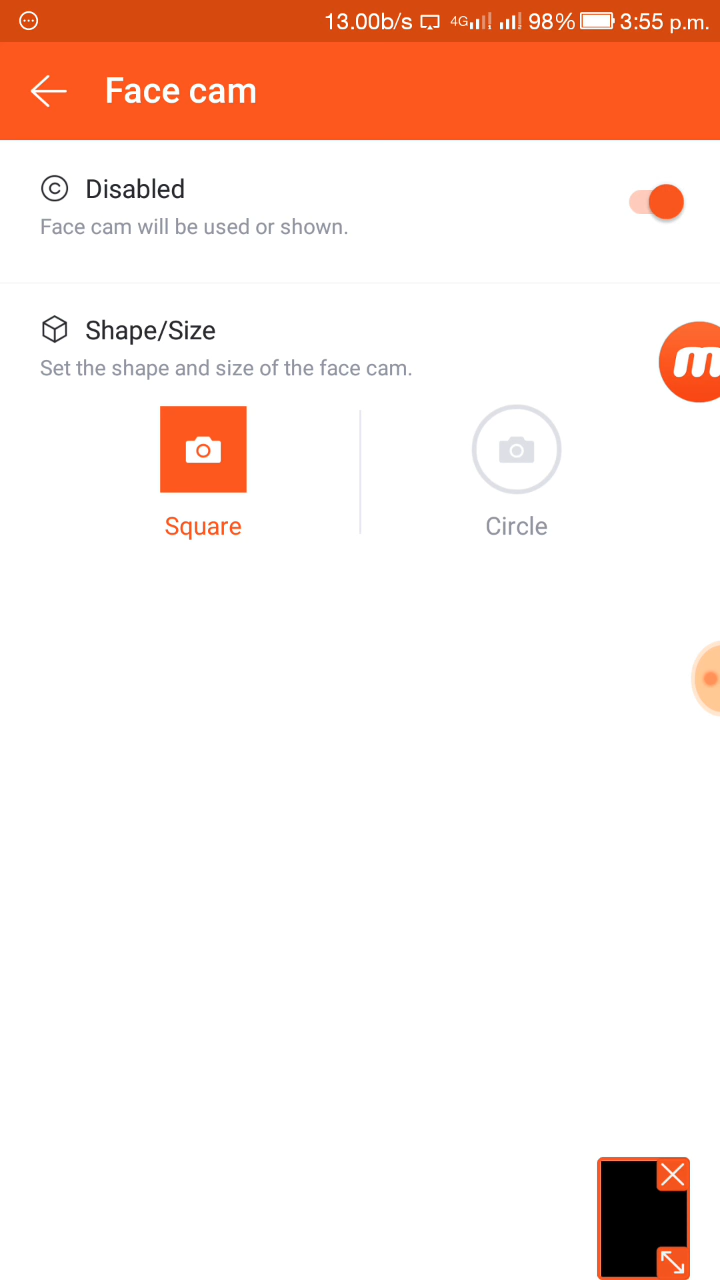 13.00b/s 4G 98% 3:55 p.m.
Face cam
Disabled
Face cam will be used or shown.
Shape/Size
Set the shape and size of the face cam.
Square
Circle